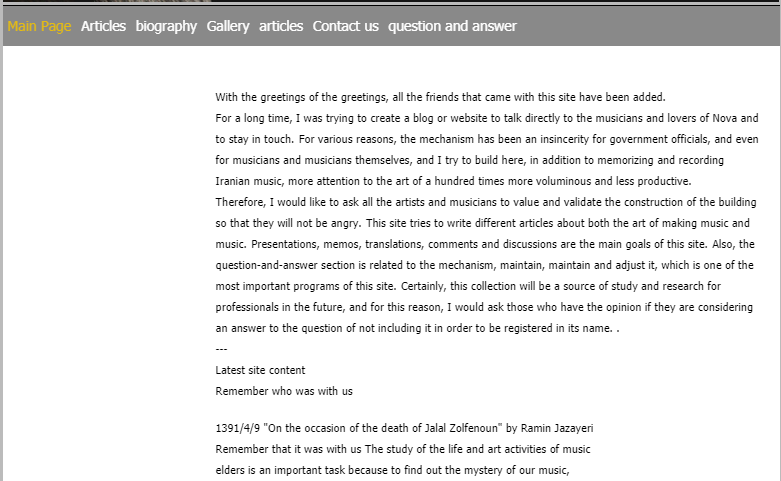 Main Page Articles biography Gallery articles Contact us question and answer
With the greetings of the greetings, all the friends that came with this site have been added.
For a long time, I was trying to create a blog or website to talk directly to the musicians and lovers of Nova and
to stay in touch. For various reasons, the mechanism has been an insincerity for government officials, and even
for musicians and musicians themselves, and I try to build here, in addition to memorizing and recording
Iranian music, more attention to the art of a hundred times more voluminous and less productive.
Therefore, I would like to ask all the artists and musicians to value and validate the construction of the building
so that they will not be angry. This site tries to write different articles about both the art of making music and
music. Presentations, memos, translations, comments and discussions are the main goals of this site. Also, the
question-and-answer section is related to the mechanism, maintain, maintain and adjust it, which is one of the
most important programs of this site. Certainly, this collection will be a source of study and research for
professionals in the future, and for this reason, I would ask those who have the opinion if they are considering
an answer to the question of not including it in order to be registered in its name. .
---
Latest site content
Remember who was with us
1391/4/9 "On the occasion of the death of Jalal Zolfenoun" by Ramin Jazayeri
Remember that it was with us The study of the life and art activities of music
elders is an important task because to find out the mystery of our music,